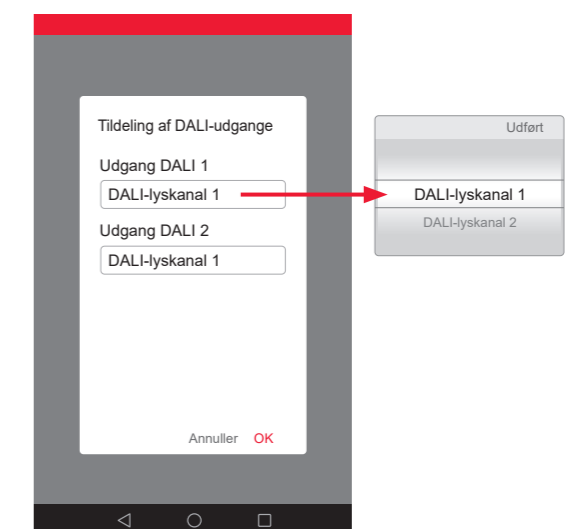 Tildeling af DALI-udgange
Udgang DALI 1
DALI-lyskanal 1
Udgang DALI 2
DALI-lyskanal 1
Annuller OK
Udført
DALI-lyskanal 1
DALI-lyskanal 2